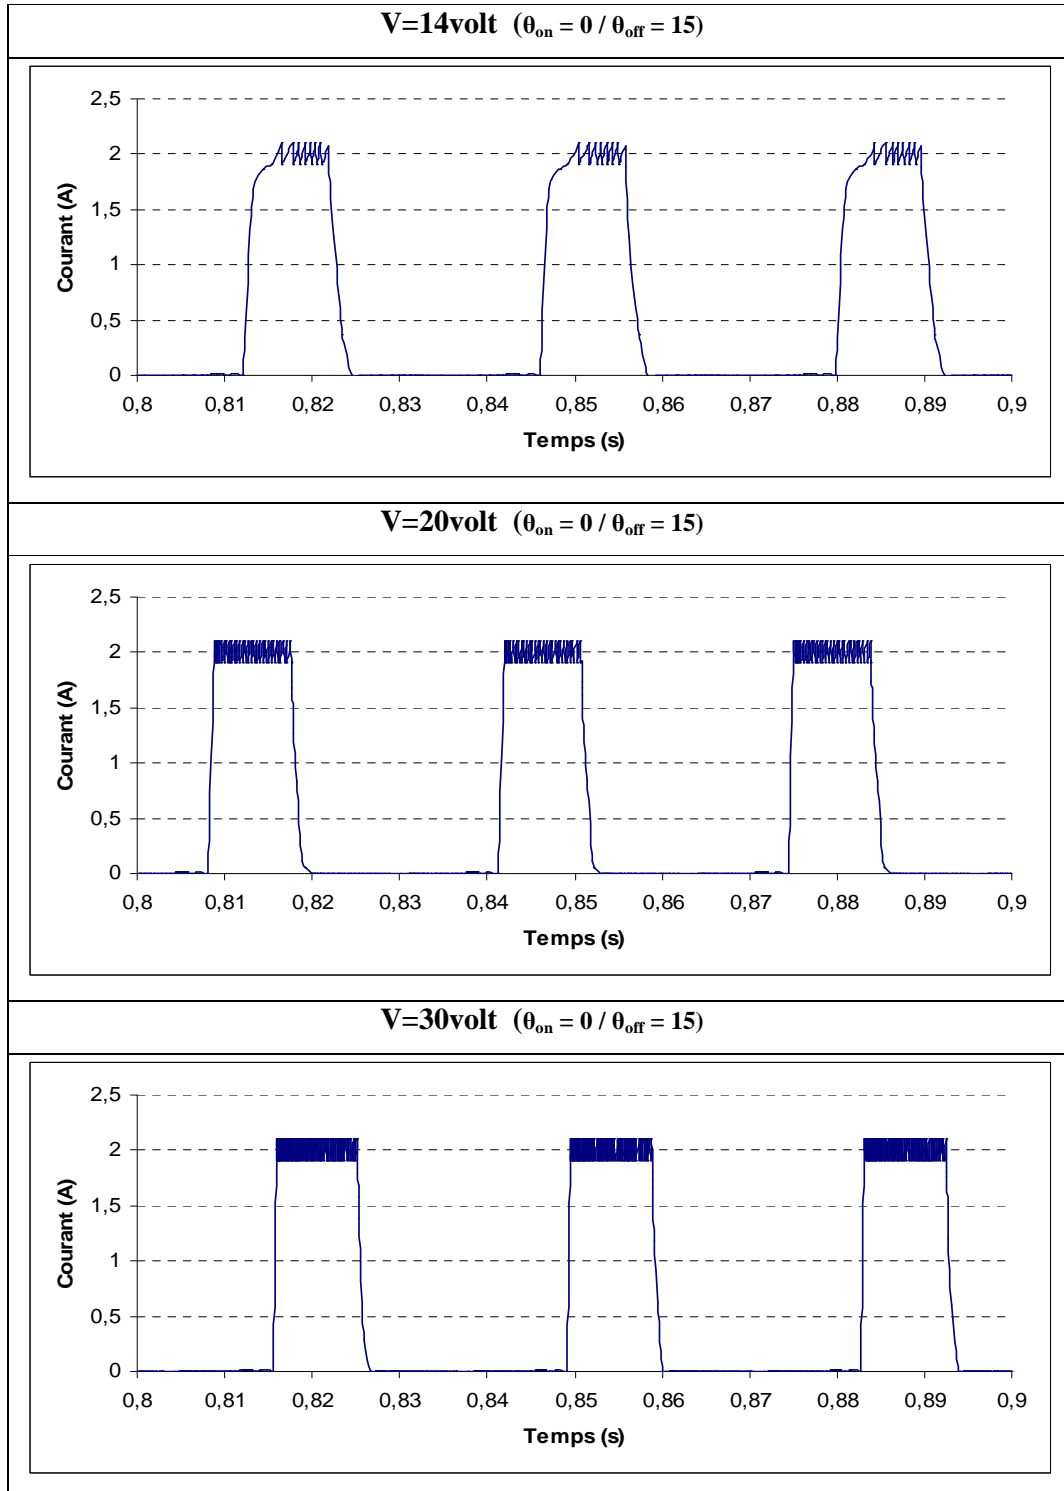 V=14volt (θon = 0 / θoff = 15)
2,5
2
1,5
1
0,5
0
Courant (A)
0,8 0,81 0,82 0,83 0,84 0,85 0,86 0,87 0,88 0,89 0,9
Temps (s)
V=20volt (θon = 0 / θoff = 15)
2,5
2
1,5
1
0,5
0
Courant (A)
0,8 0,81 0,82 0,83 0,84 0,85 0,86 0,87 0,88 0,89 0,9
Temps (s)
V=30volt (θon = 0 / θoff = 15)
2,5
2
1,5
1
0,5
0
Courant (A)
0,8 0,81 0,82 0,83 0,84 0,85 0,86 0,87 0,88 0,89 0,9
Temps (s)